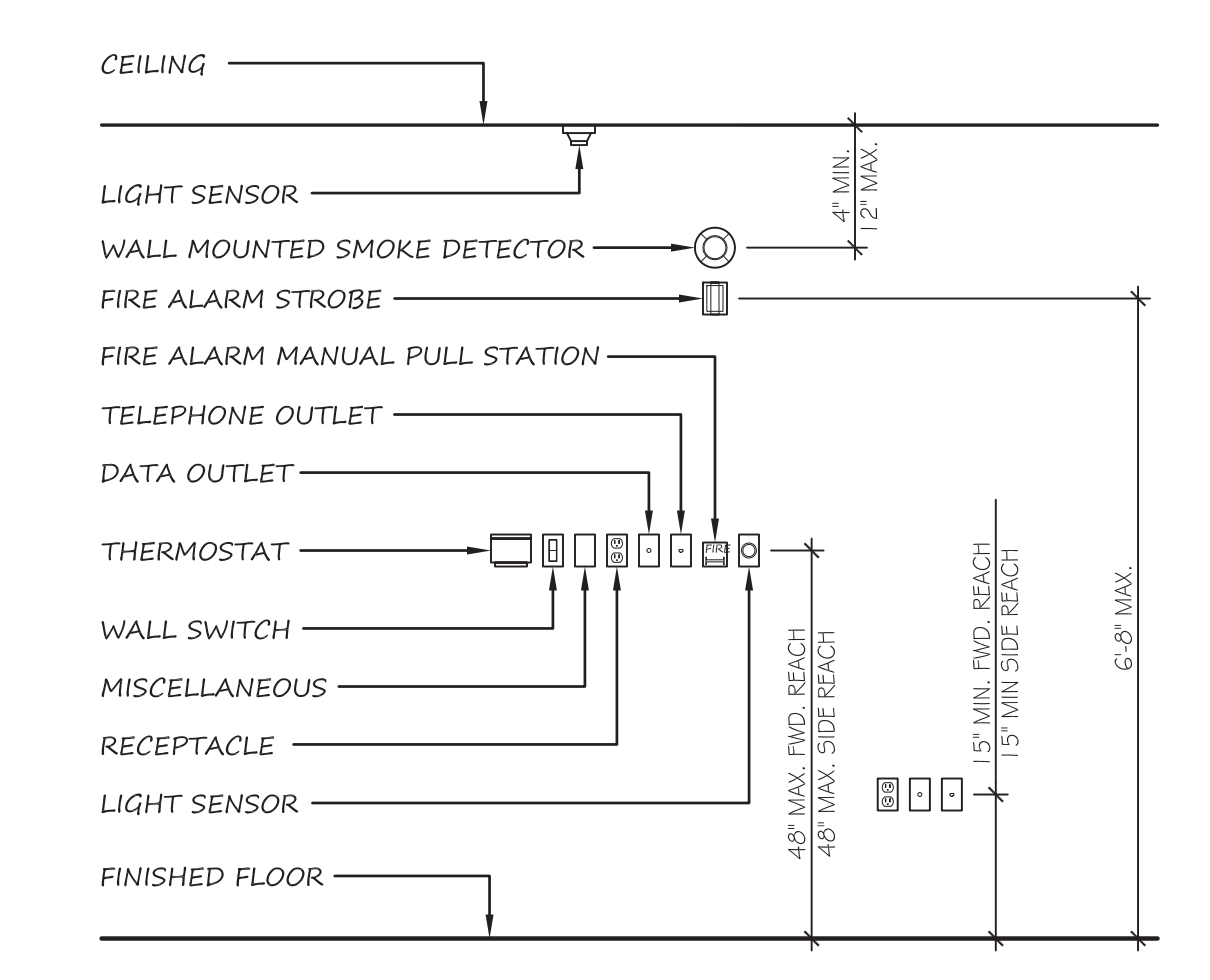 CEILING
LIGHT SENSOR
WALL MOUNTED SMOKE DETECTOR
FIRE ALARM STROBE
FIRE ALARM MANUAL PULL STATION
TELEPHONE OUTLET
DATA OUTLET
THERMOSTAT
FIRE
WALL SWITCH
MISCELLANEOUS
RECEPTACLE
LIGHT SENSOR
FINISHED FLOOR
4" MIN.
12" MAX.
48" MAX. FWD. REACH
48" MAX. SIDE REACH
15" MIN. FWD. REACH
15" MIN SIDE REACH
6'-8" MAX.